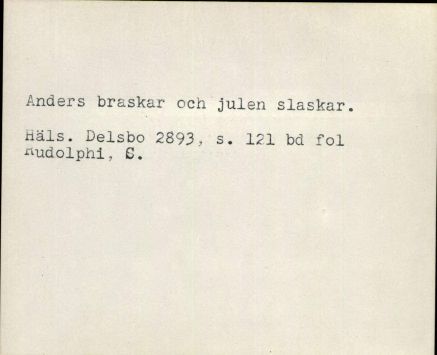 Anders braskar och julen slaskar.
Häls. Delsbo 2893, s. 121 bd fol
Rudolphi, S.